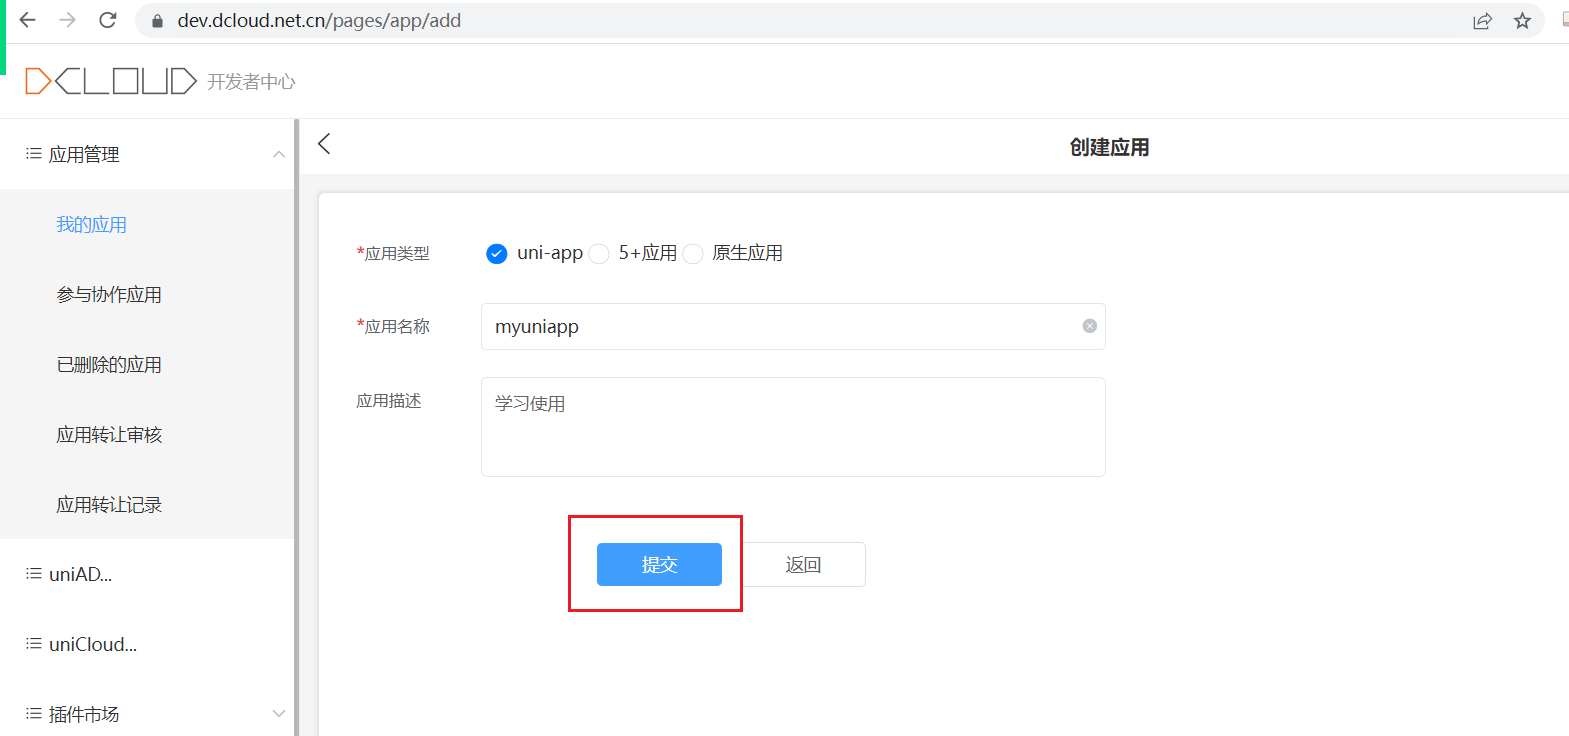 dev.dcloud.net.cn/pages/app/add
DCLOUD 开发者中心
应用管理
我的应用
参与协作应用
已删除的应用
应用转让审核
应用转让记录
uniAD...
uniCloud...
插件市场
创建应用
*应用类型 uni-app 5+应用 原生应用
*应用名称 myuniapp
应用描述 学习使用
提交 返回